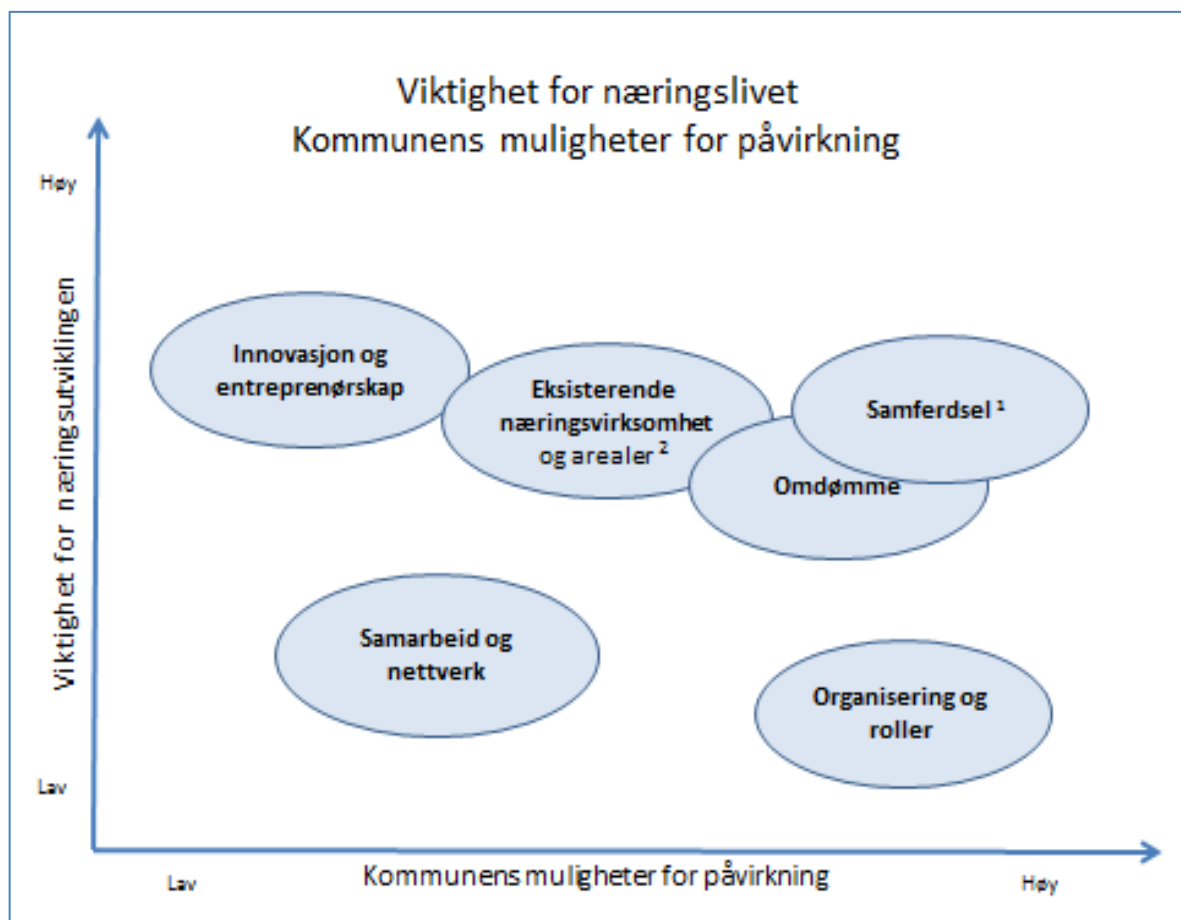 Viktighet for næringslivet
Kommunens muligheter for påvirkning
Høy
Viktighet for næringsutviklingen
Innovasjon og
entreprenørskap
Eksisterende
næringsvirksomhet
og arealer ²
Samferdsel ¹
Omdømme
Samarbeid og
nettverk
Organisering og
roller
Lav
Lav
Kommunens muligheter for påvirkning
Høy